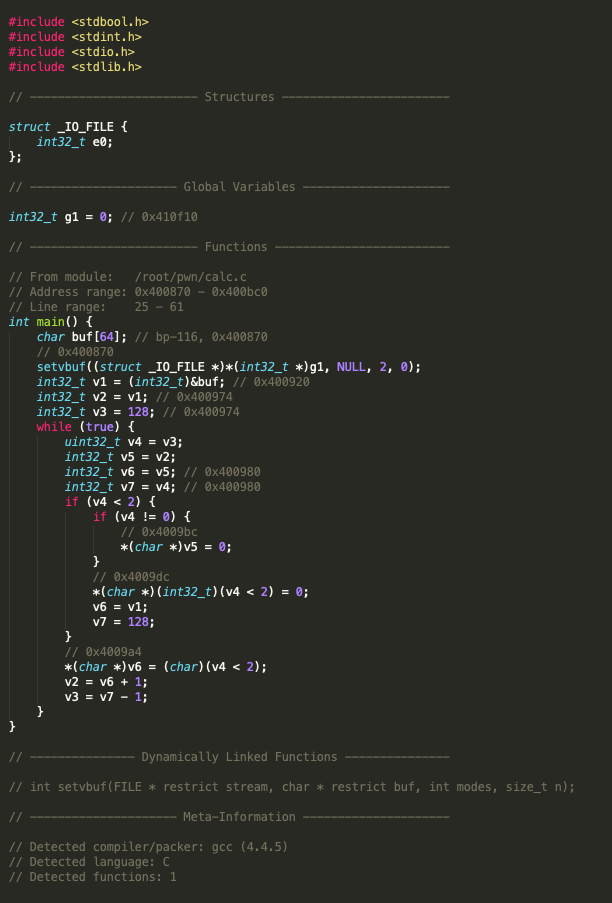 #include <stdbool.h>
#include <stdint.h>
#include <stdio.h>
#include <stdlib.h>

// ------------------------ Structures ------------------------

struct _IO_FILE {
    int32_t e0;
};

// --------------------- Global Variables ---------------------

int32_t g1 = 0; // 0x410f10

// ------------------------ Functions -------------------------

// From module:   /root/pwn/calc.c
// Address range: 0x400870 - 0x400bc0
// Line range:    25 - 61
int main() {
    char buf[64]; // bp-116, 0x400870
    // 0x400870
    setvbuf((struct _IO_FILE *)*(int32_t *)g1, NULL, 2, 0);
    int32_t v1 = (int32_t)&buf; // 0x400920
    int32_t v2 = v1; // 0x400974
    int32_t v3 = 128; // 0x400974
    while (true) {
        uint32_t v4 = v3;
        int32_t v5 = v2;
        int32_t v6 = v5; // 0x400980
        int32_t v7 = v4; // 0x400980
        if (v4 < 2) {
            if (v4 != 0) {
                // 0x4009bc
                *(char *)v5 = 0;
            }
            // 0x4009dc
            *(char *)(int32_t)(v4 < 2) = 0;
            v6 = v1;
            v7 = 128;
        }
        // 0x4009a4
        *(char *)v6 = (char)(v4 < 2);
        v2 = v6 + 1;
        v3 = v7 - 1;
    }
}

// --------------- Dynamically Linked Functions ---------------

// int setvbuf(FILE * restrict stream, char * restrict buf, int modes, size_t n);

// --------------------- Meta-Information ---------------------

// Detected compiler/packer: gcc (4.4.5)
// Detected language: C
// Detected functions: 1